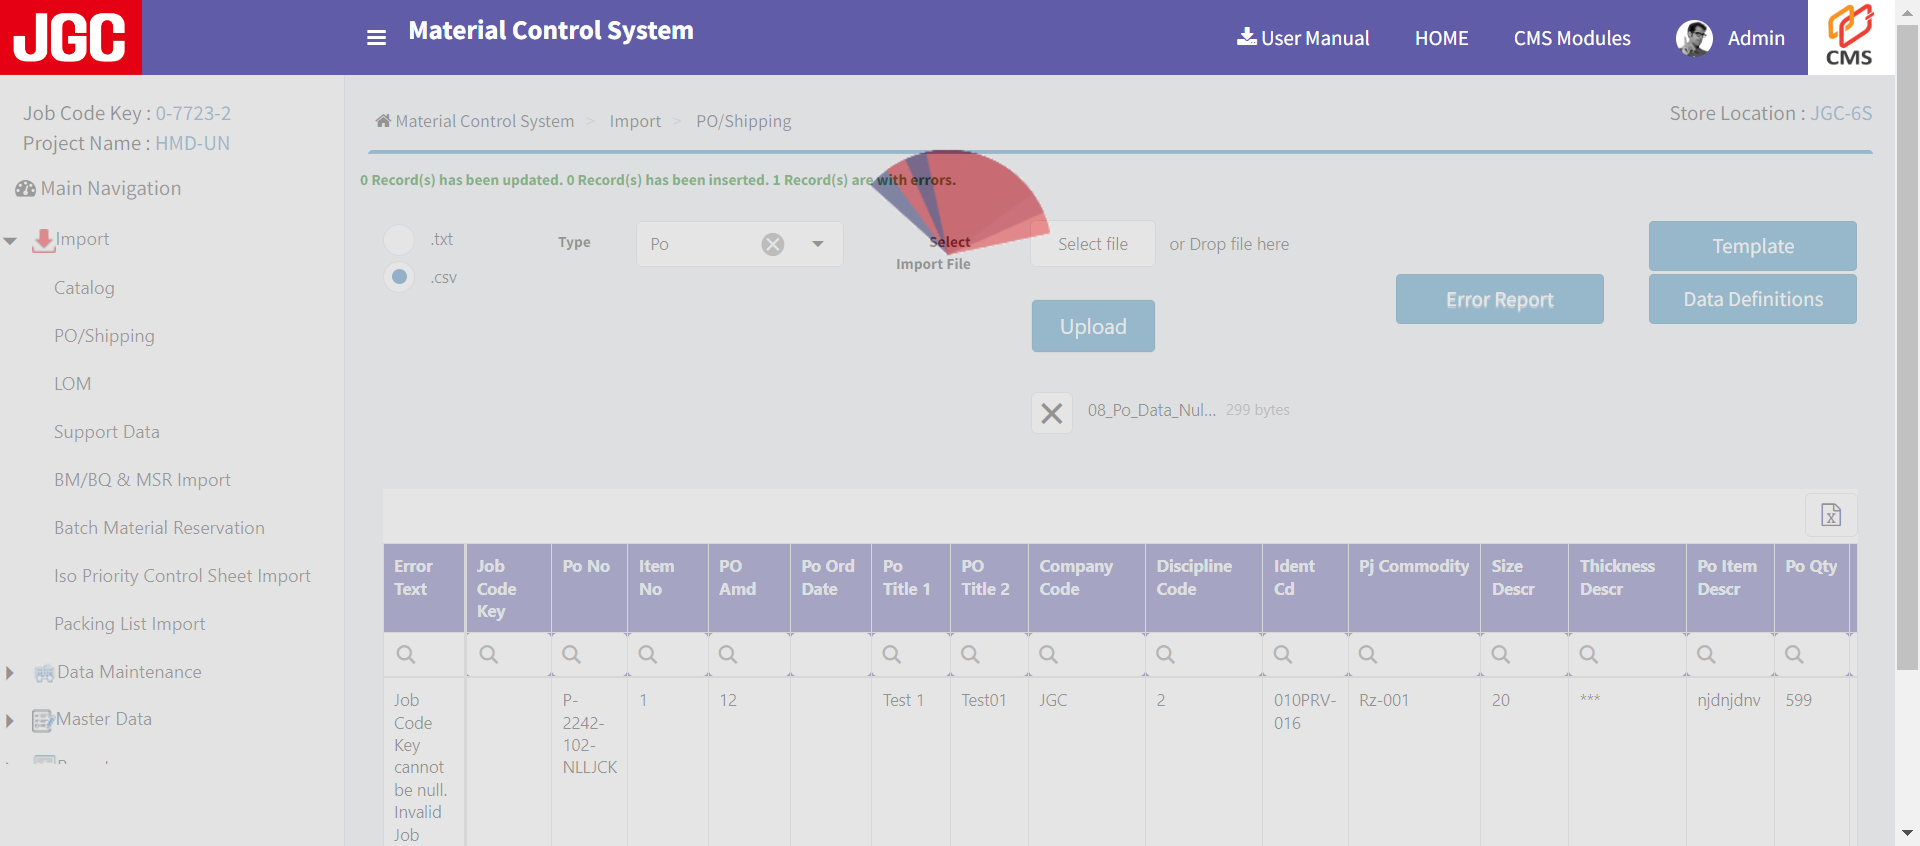 JGC
Material Control System
User Manual
HOME
CMS Modules
Admin
CMS
Job Code Key : 0-7723-2
Project Name : HMD-UN
Main Navigation
Import
Catalog
PO/Shipping
LOM
Support Data
BM/BQ & MSR Import
Batch Material Reservation
Iso Priority Control Sheet Import
Packing List Import
Data Maintenance
Master Data
Material Control System > Import > PO/Shipping
Store Location : JGC-6S
0 Record(s) has been updated. 0 Record(s) has been inserted. 1 Record(s) are with errors.
.txt
.csv
Type
Po
Select
Import File
Select file
or Drop file here
Upload
Error Report
Template
Data Definitions
08_Po_Data_Nul... 299 bytes
Error
Text
Job
Code
Key
Po No
Item
No
PO
Amd
Po Ord
Date
Po
Title 1
PO
Title 2
Company
Code
Discipline
Code
Ident
Cd
Pj Commodity
Size
Descr
Thickness
Descr
Po Item
Descr
Po Qty
Job
Code
Key
cannot
be null.
Invalid
Job
P-
2242-
102-
NLLJCK
1
12
Test 1
Test01
JGC
2
010PRV-
016
Rz-001
20
***
njdnjdnv
599